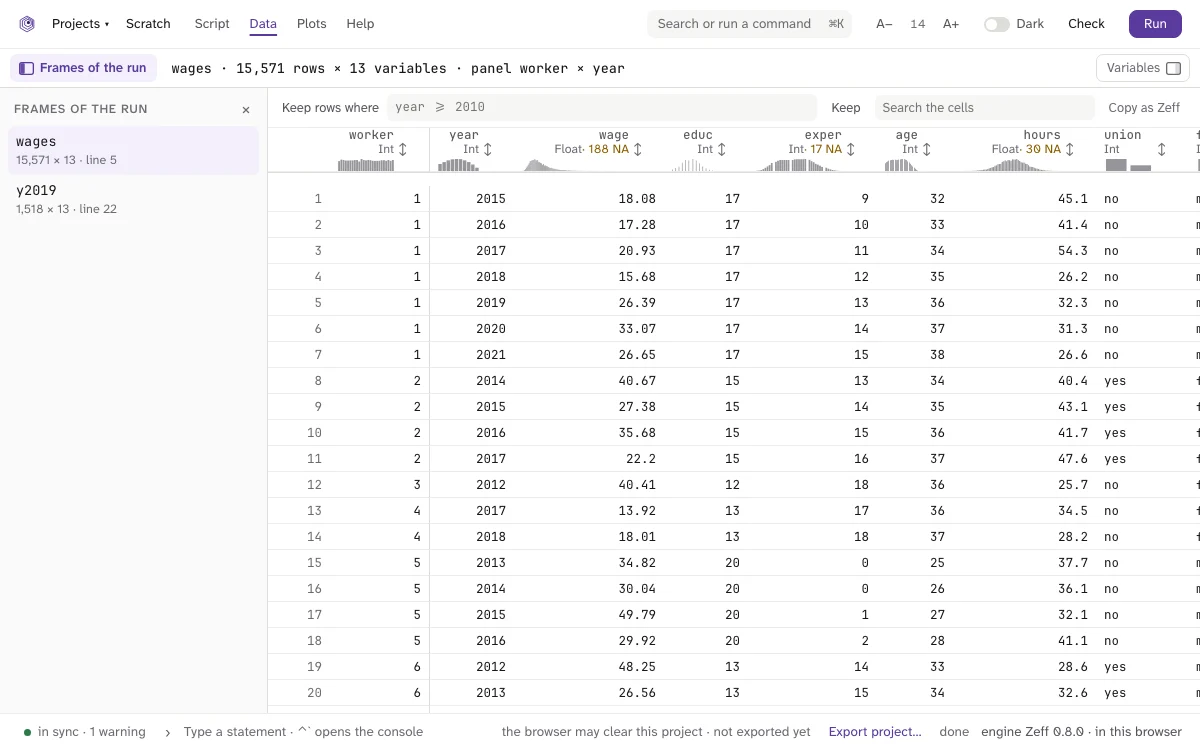 Projects ▾ Scratch Script Data Plots Help Search or run a command ⌘K A− 14 A+ Dark Check Run
Frames of the run wages · 15,571 rows × 13 variables · panel worker × year Variables
FRAMES OF THE RUN × Keep rows where year ⩾ 2010 Keep Search the cells Copy as Zeff
wages
15,571 × 13 · line 5
y2019
1,518 × 13 · line 22
worker year wage educ exper age hours union
Int Int Float· 188 NA Int Int· 17 NA Int Float· 30 NA Int
1 1 2015 18.08 17 9 32 45.1 no
2 1 2016 17.28 17 10 33 41.4 no
3 1 2017 20.93 17 11 34 54.3 no
4 1 2018 15.68 17 12 35 26.2 no
5 1 2019 26.39 17 13 36 32.3 no
6 1 2020 33.07 17 14 37 31.3 no
7 1 2021 26.65 17 15 38 26.6 no
8 2 2014 40.67 15 13 34 40.4 yes
9 2 2015 27.38 15 14 35 43.1 yes
10 2 2016 35.68 15 15 36 41.7 yes
11 2 2017 22.2 15 16 37 47.6 yes
12 3 2012 40.41 12 18 36 25.7 no
13 4 2017 13.92 13 17 36 34.5 no
14 4 2018 18.01 13 18 37 28.2 no
15 5 2013 34.82 20 0 25 37.7 no
16 5 2014 30.04 20 0 26 36.1 no
17 5 2015 49.79 20 1 27 32.1 no
18 5 2016 29.92 20 2 28 41.1 no
19 6 2012 48.25 13 14 33 28.6 yes
20 6 2013 26.56 13 15 34 32.6 yes
in sync · 1 warning › Type a statement · ^` opens the console the browser may clear this project · not exported yet Export project… done engine Zeff 0.8.0 · in this browser